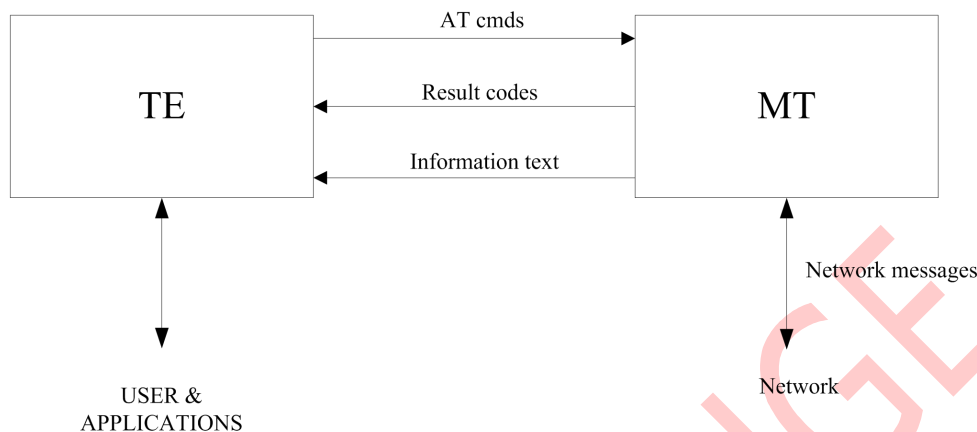 AT cmds
TE
Result codes
MT
Information text
Network messages
USER &
APPLICATIONS
Network